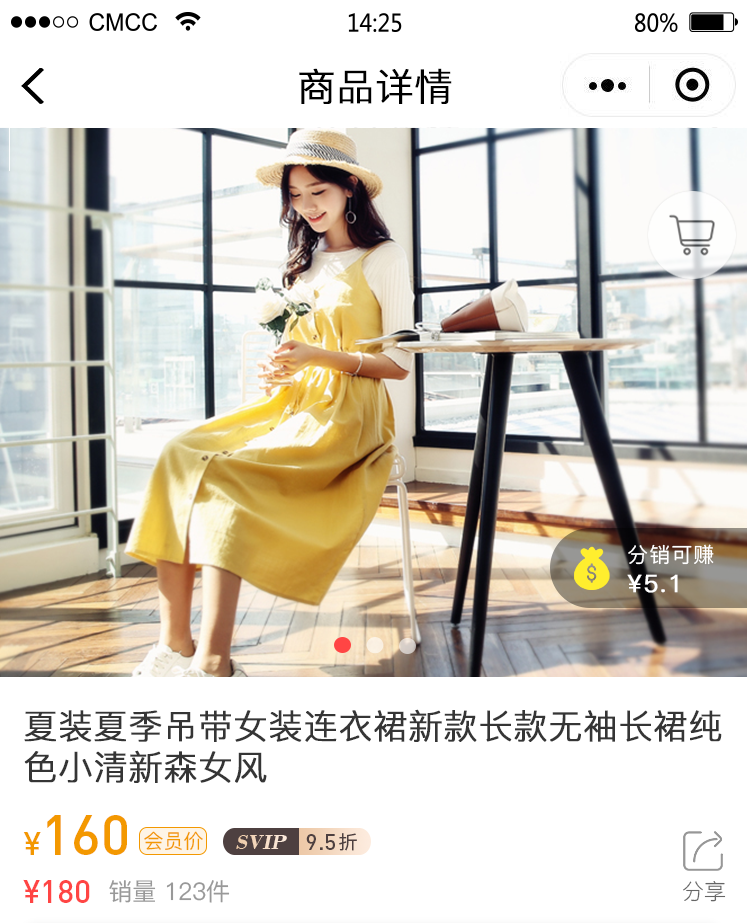 CMCC 14:25 80%
商品详情
分销可赚
¥5.1
夏装夏季吊带女装连衣裙新款长款无袖长裙纯
色小清新森女风
¥160 会员价 SVIP 9.5折
¥180 销量 123件
分享